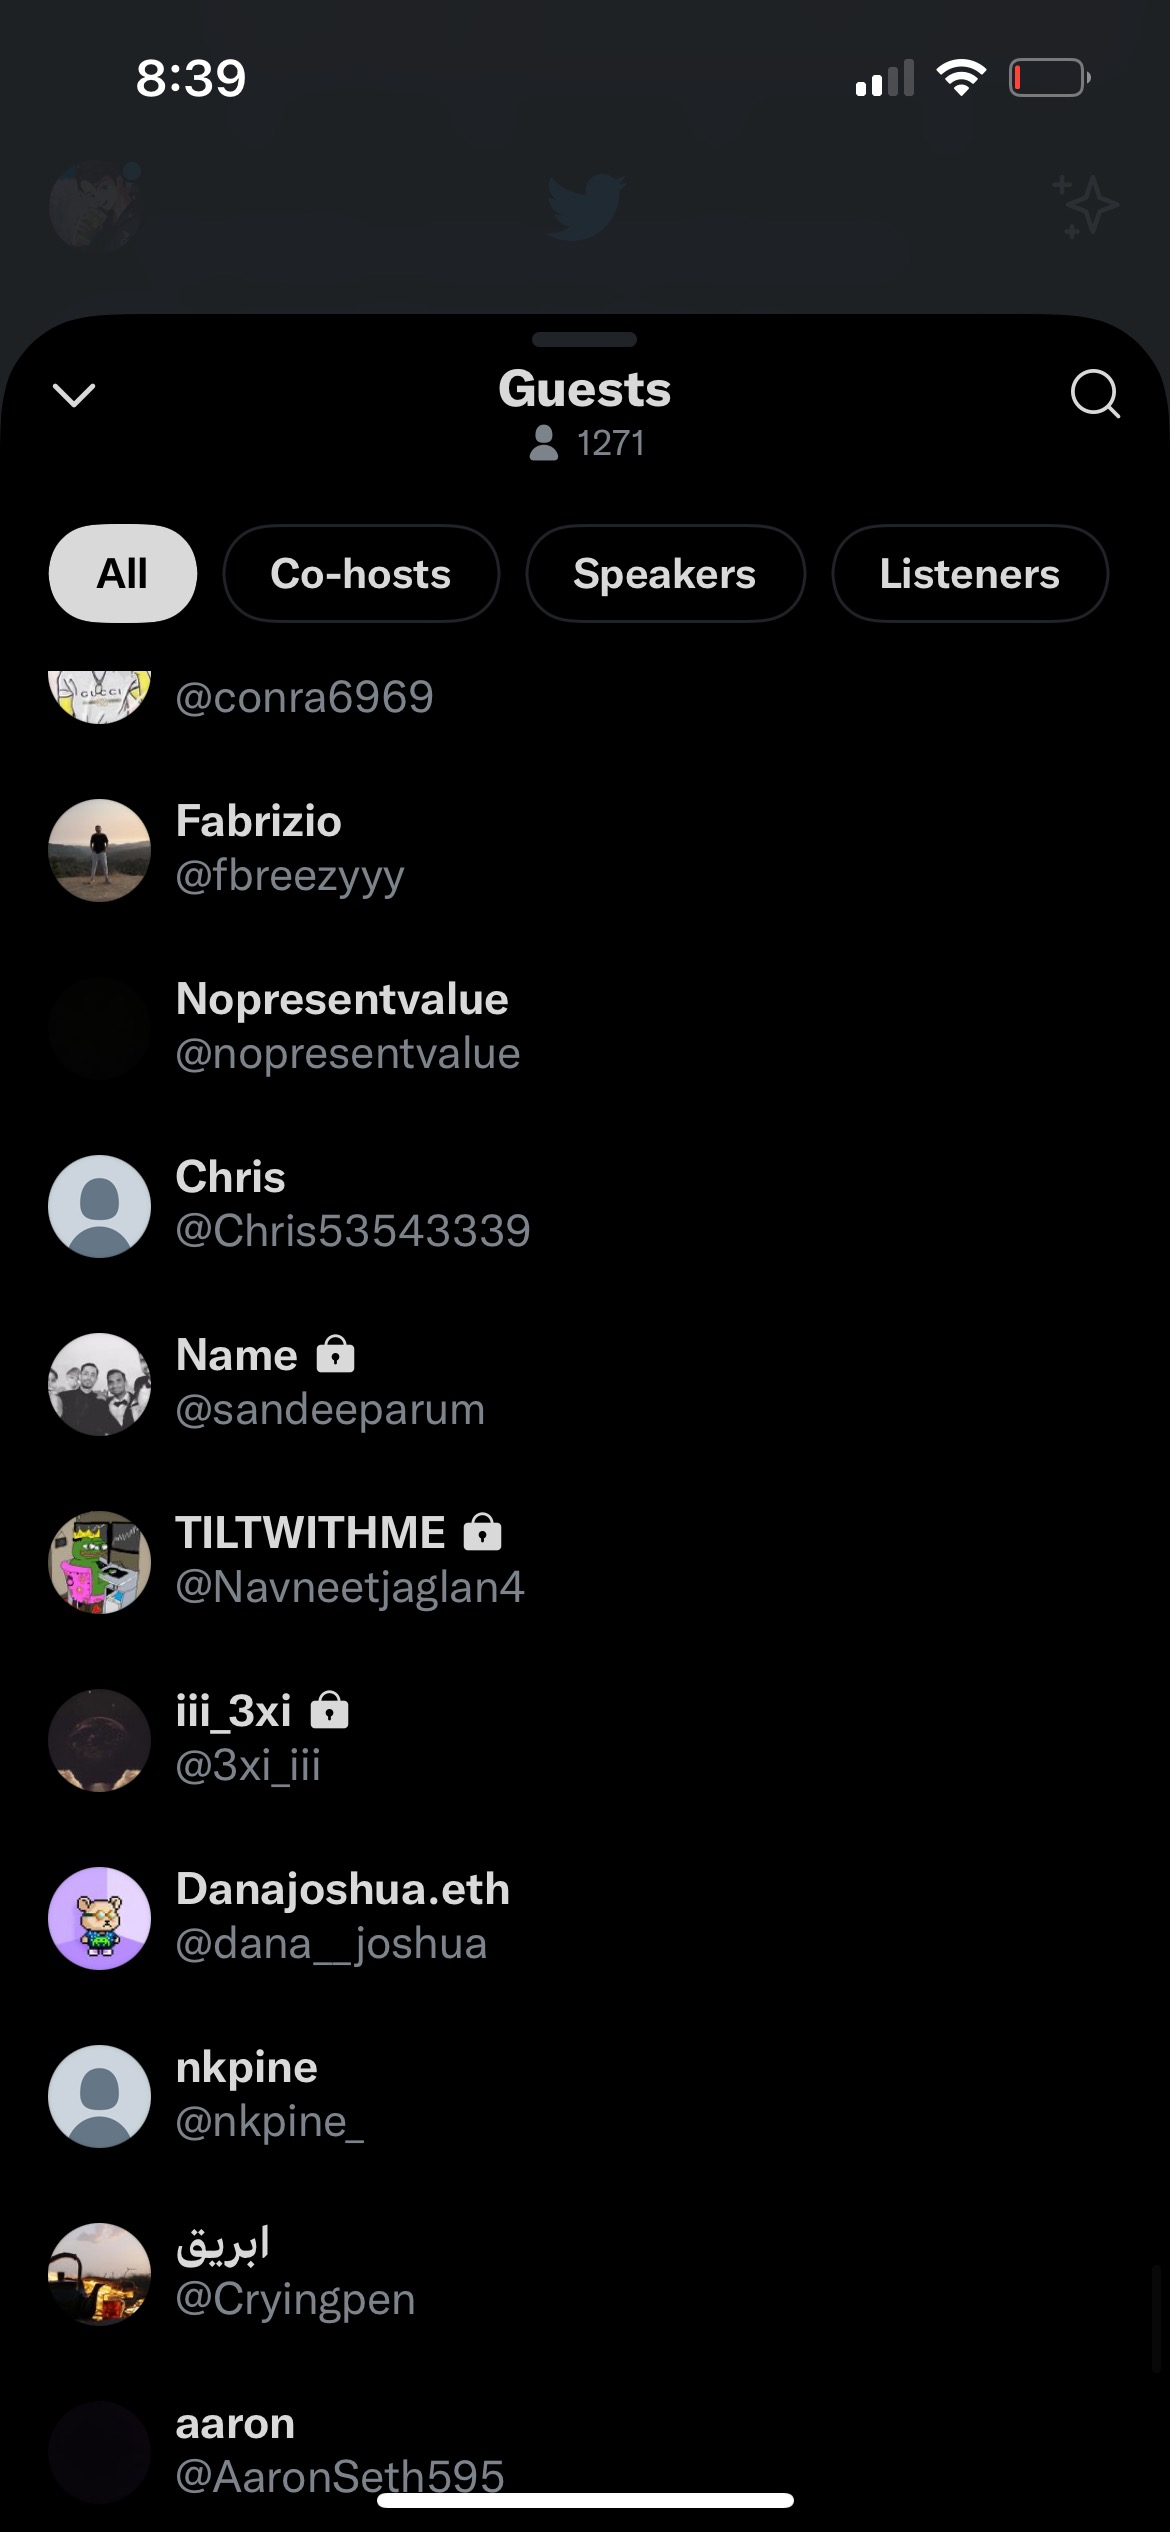 8:39
Guests
1271
All
Co-hosts
Speakers
Listeners
GUCCI
@conra6969
Fabrizio
@fbreezyyy
Nopresentvalue
@nopresentvalue
Chris
@Chris53543339
Name
@sandeeparum
TILTWITHME
@Navneetjaglan4
iii_3xi
@3xi_iii
Danajoshua.eth
@dana__joshua
nkpine
@nkpine_
ابريق
@Cryingpen
aaron
@AaronSeth595